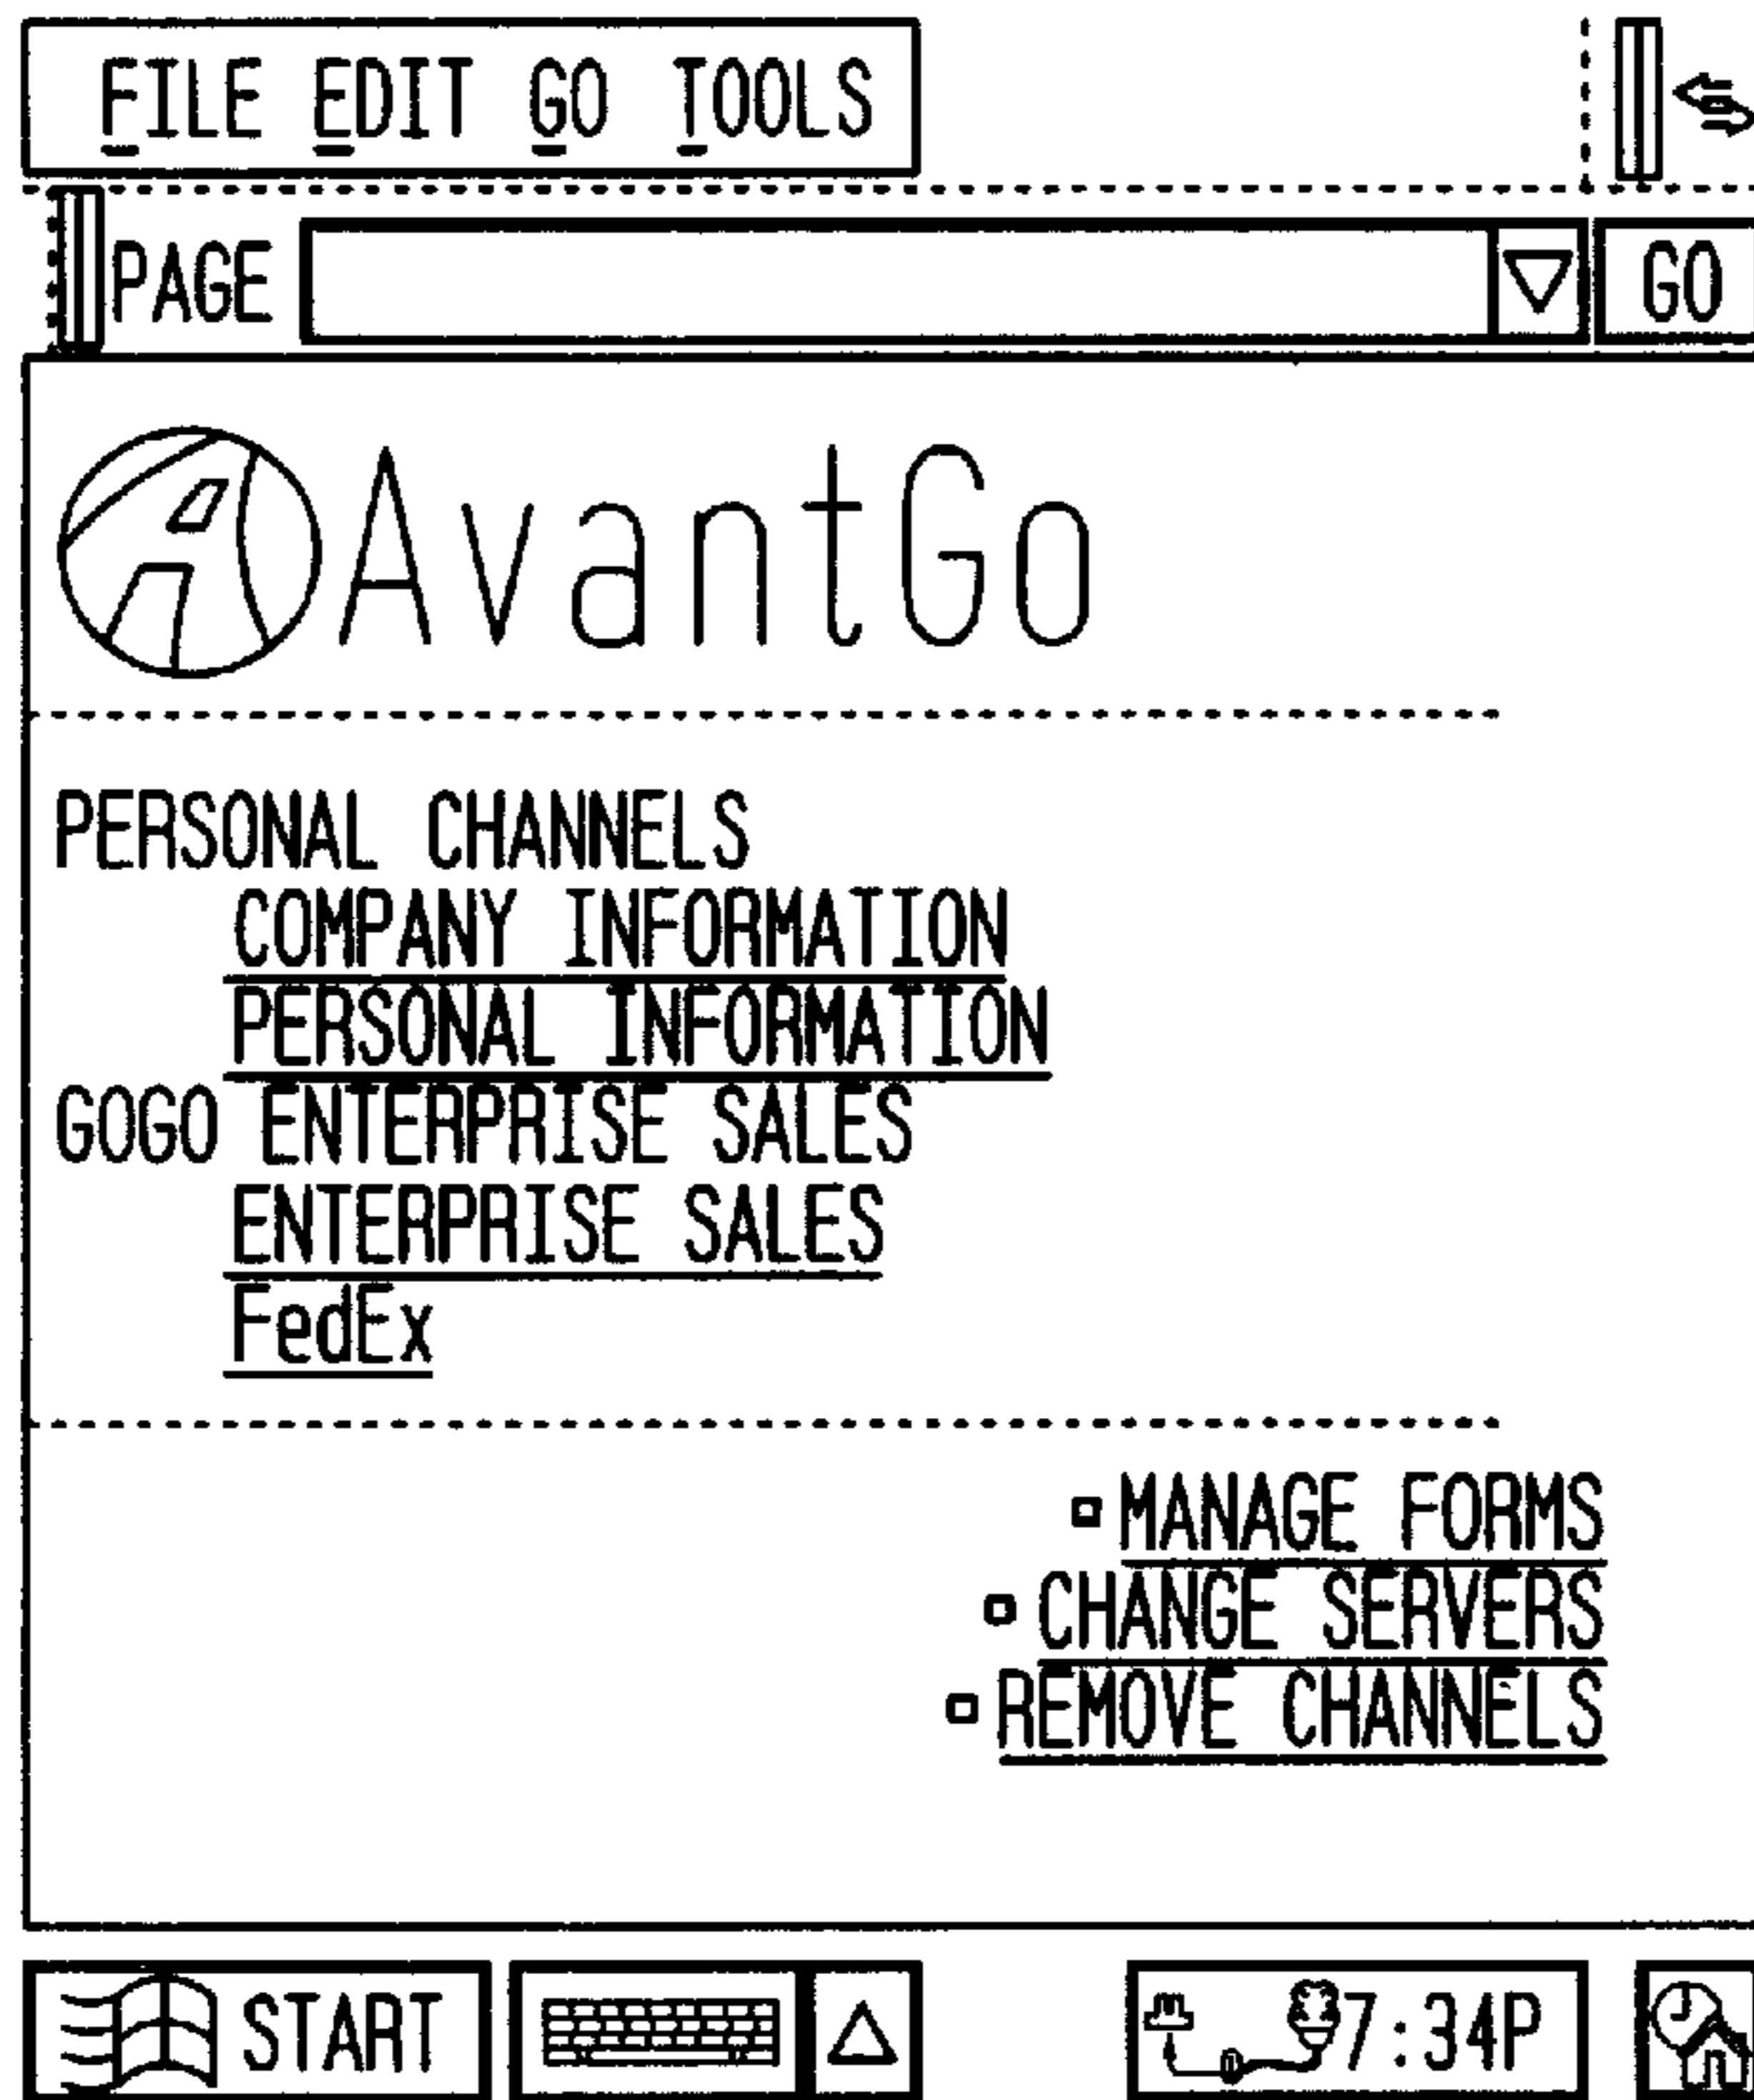 FILE EDIT GO TOOLS
PAGE GO
AvantGo
PERSONAL CHANNELS
COMPANY INFORMATION
PERSONAL INFORMATION
GOGO ENTERPRISE SALES
ENTERPRISE SALES
FedEx
MANAGE FORMS
CHANGE SERVERS
REMOVE CHANNELS
START 7:34P